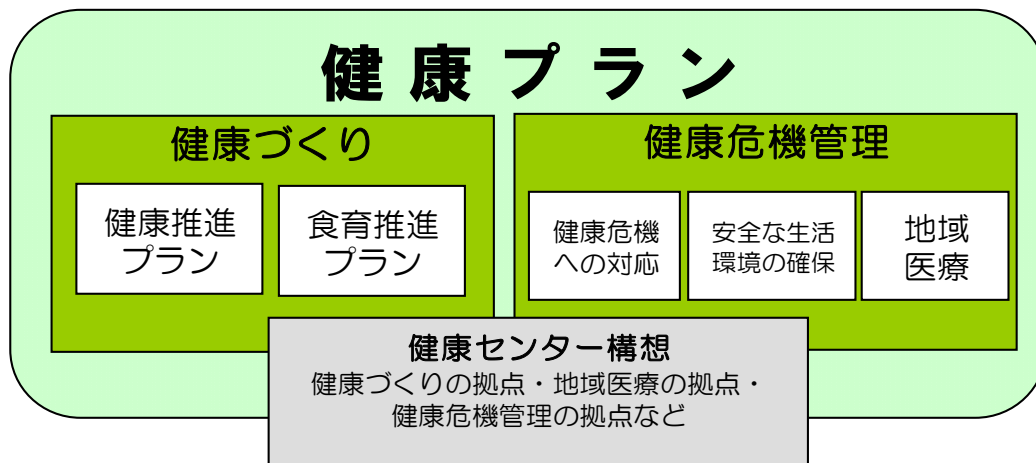 健康プラン
健康づくり
健康推進
プラン
食育推進
プラン
健康危機管理
健康危機
への対応
安全な生活
環境の確保
地域
医療
健康センター構想
健康づくりの拠点・地域医療の拠点・
健康危機管理の拠点など